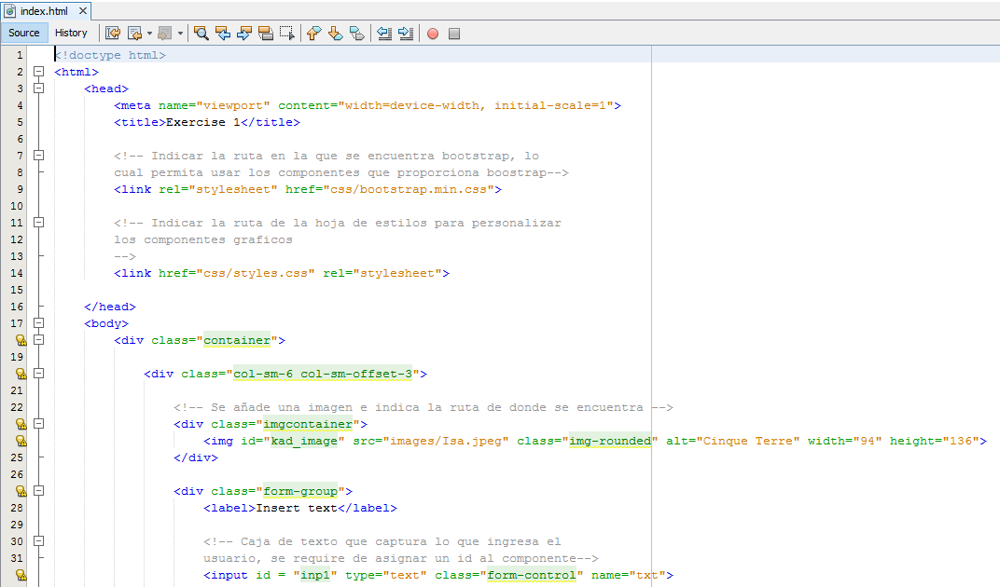 index.html
Source History
1 <!doctype html>
2 <html>
3 <head>
4 <meta name="viewport" content="width=device-width, initial-scale=1">
5 <title>Exercise 1</title>
6
7 <!-- Indicar la ruta en la que se encuentra bootstrap, lo
8 cual permita usar los componentes que proporciona boostrap-->
9 <link rel="stylesheet" href="css/bootstrap.min.css">
10
11 <!-- Indicar la ruta de la hoja de estilos para personalizar
12 los componentes graficos
13 -->
14 <link href="css/styles.css" rel="stylesheet">
15
16 </head>
17 <body>
<div class="container">
19
<div class="col-sm-6 col-sm-offset-3">
21
22 <!-- Se añade una imagen e indica la ruta de donde se encuentra -->
<div class="imgcontainer">
<img id="kad_image" src="images/Isa.jpeg" class="img-rounded" alt="Cinque Terre" width="94" height="136">
25 </div>
26
<div class="form-group">
28 <label>Insert text</label>
29
30 <!-- Caja de texto que captura lo que ingresa el
31 usuario, se require de asignar un id al componente-->
<input id = "inp1" type="text" class="form-control" name="txt">